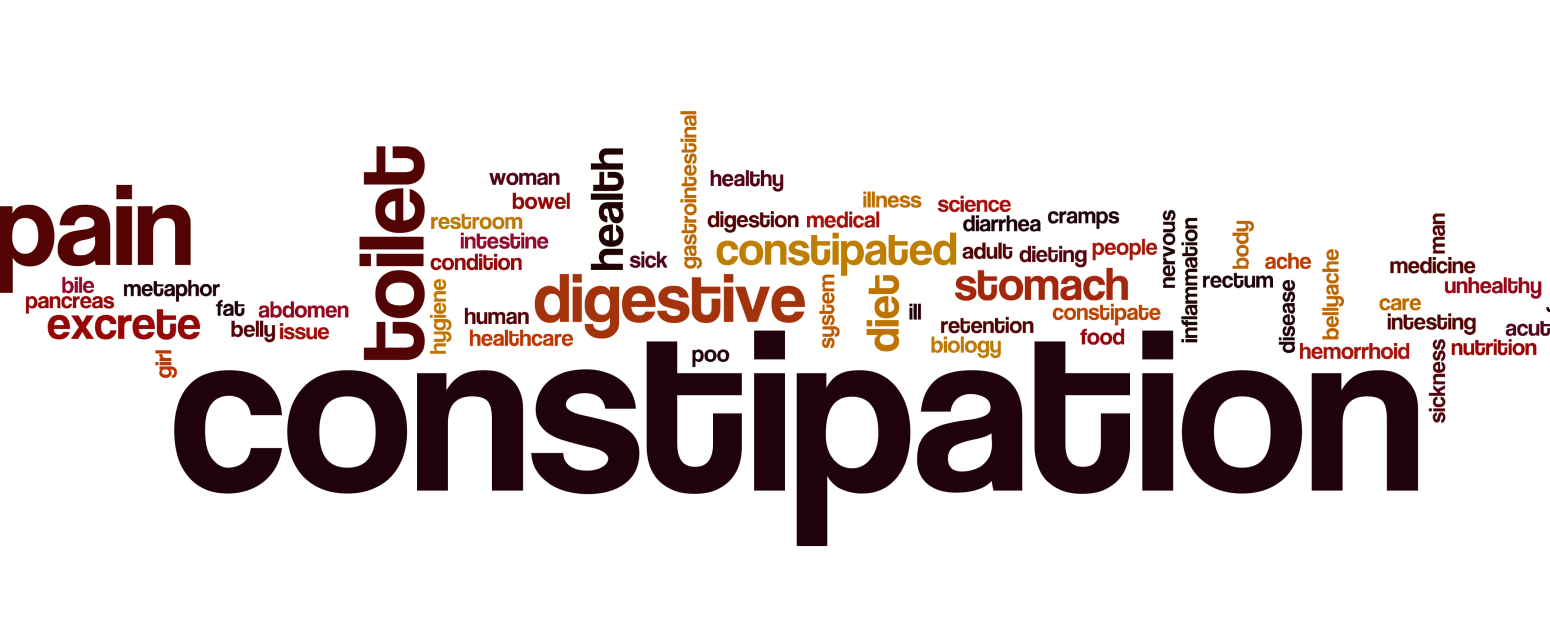 pain
bile
pancreas
metaphor
excrete
fat
abdomen
belly
issue
girl
toilet
woman
bowel
restroom
intestine
condition
hygiene
human
healthcare
health
sick
digestive
gastrointestinal
healthy
digestion
medical
constipated
illness
science
diarrhea
cramps
adult
dieting
people
stomach
system
diet
ill
constipate
retention
biology
food
poo
nervous
inflammation
body
rectum
ache
disease
bellyache
hemorrhoid
man
medicine
unhealthy
care
intesting
acut
sickness
nutrition
constipation